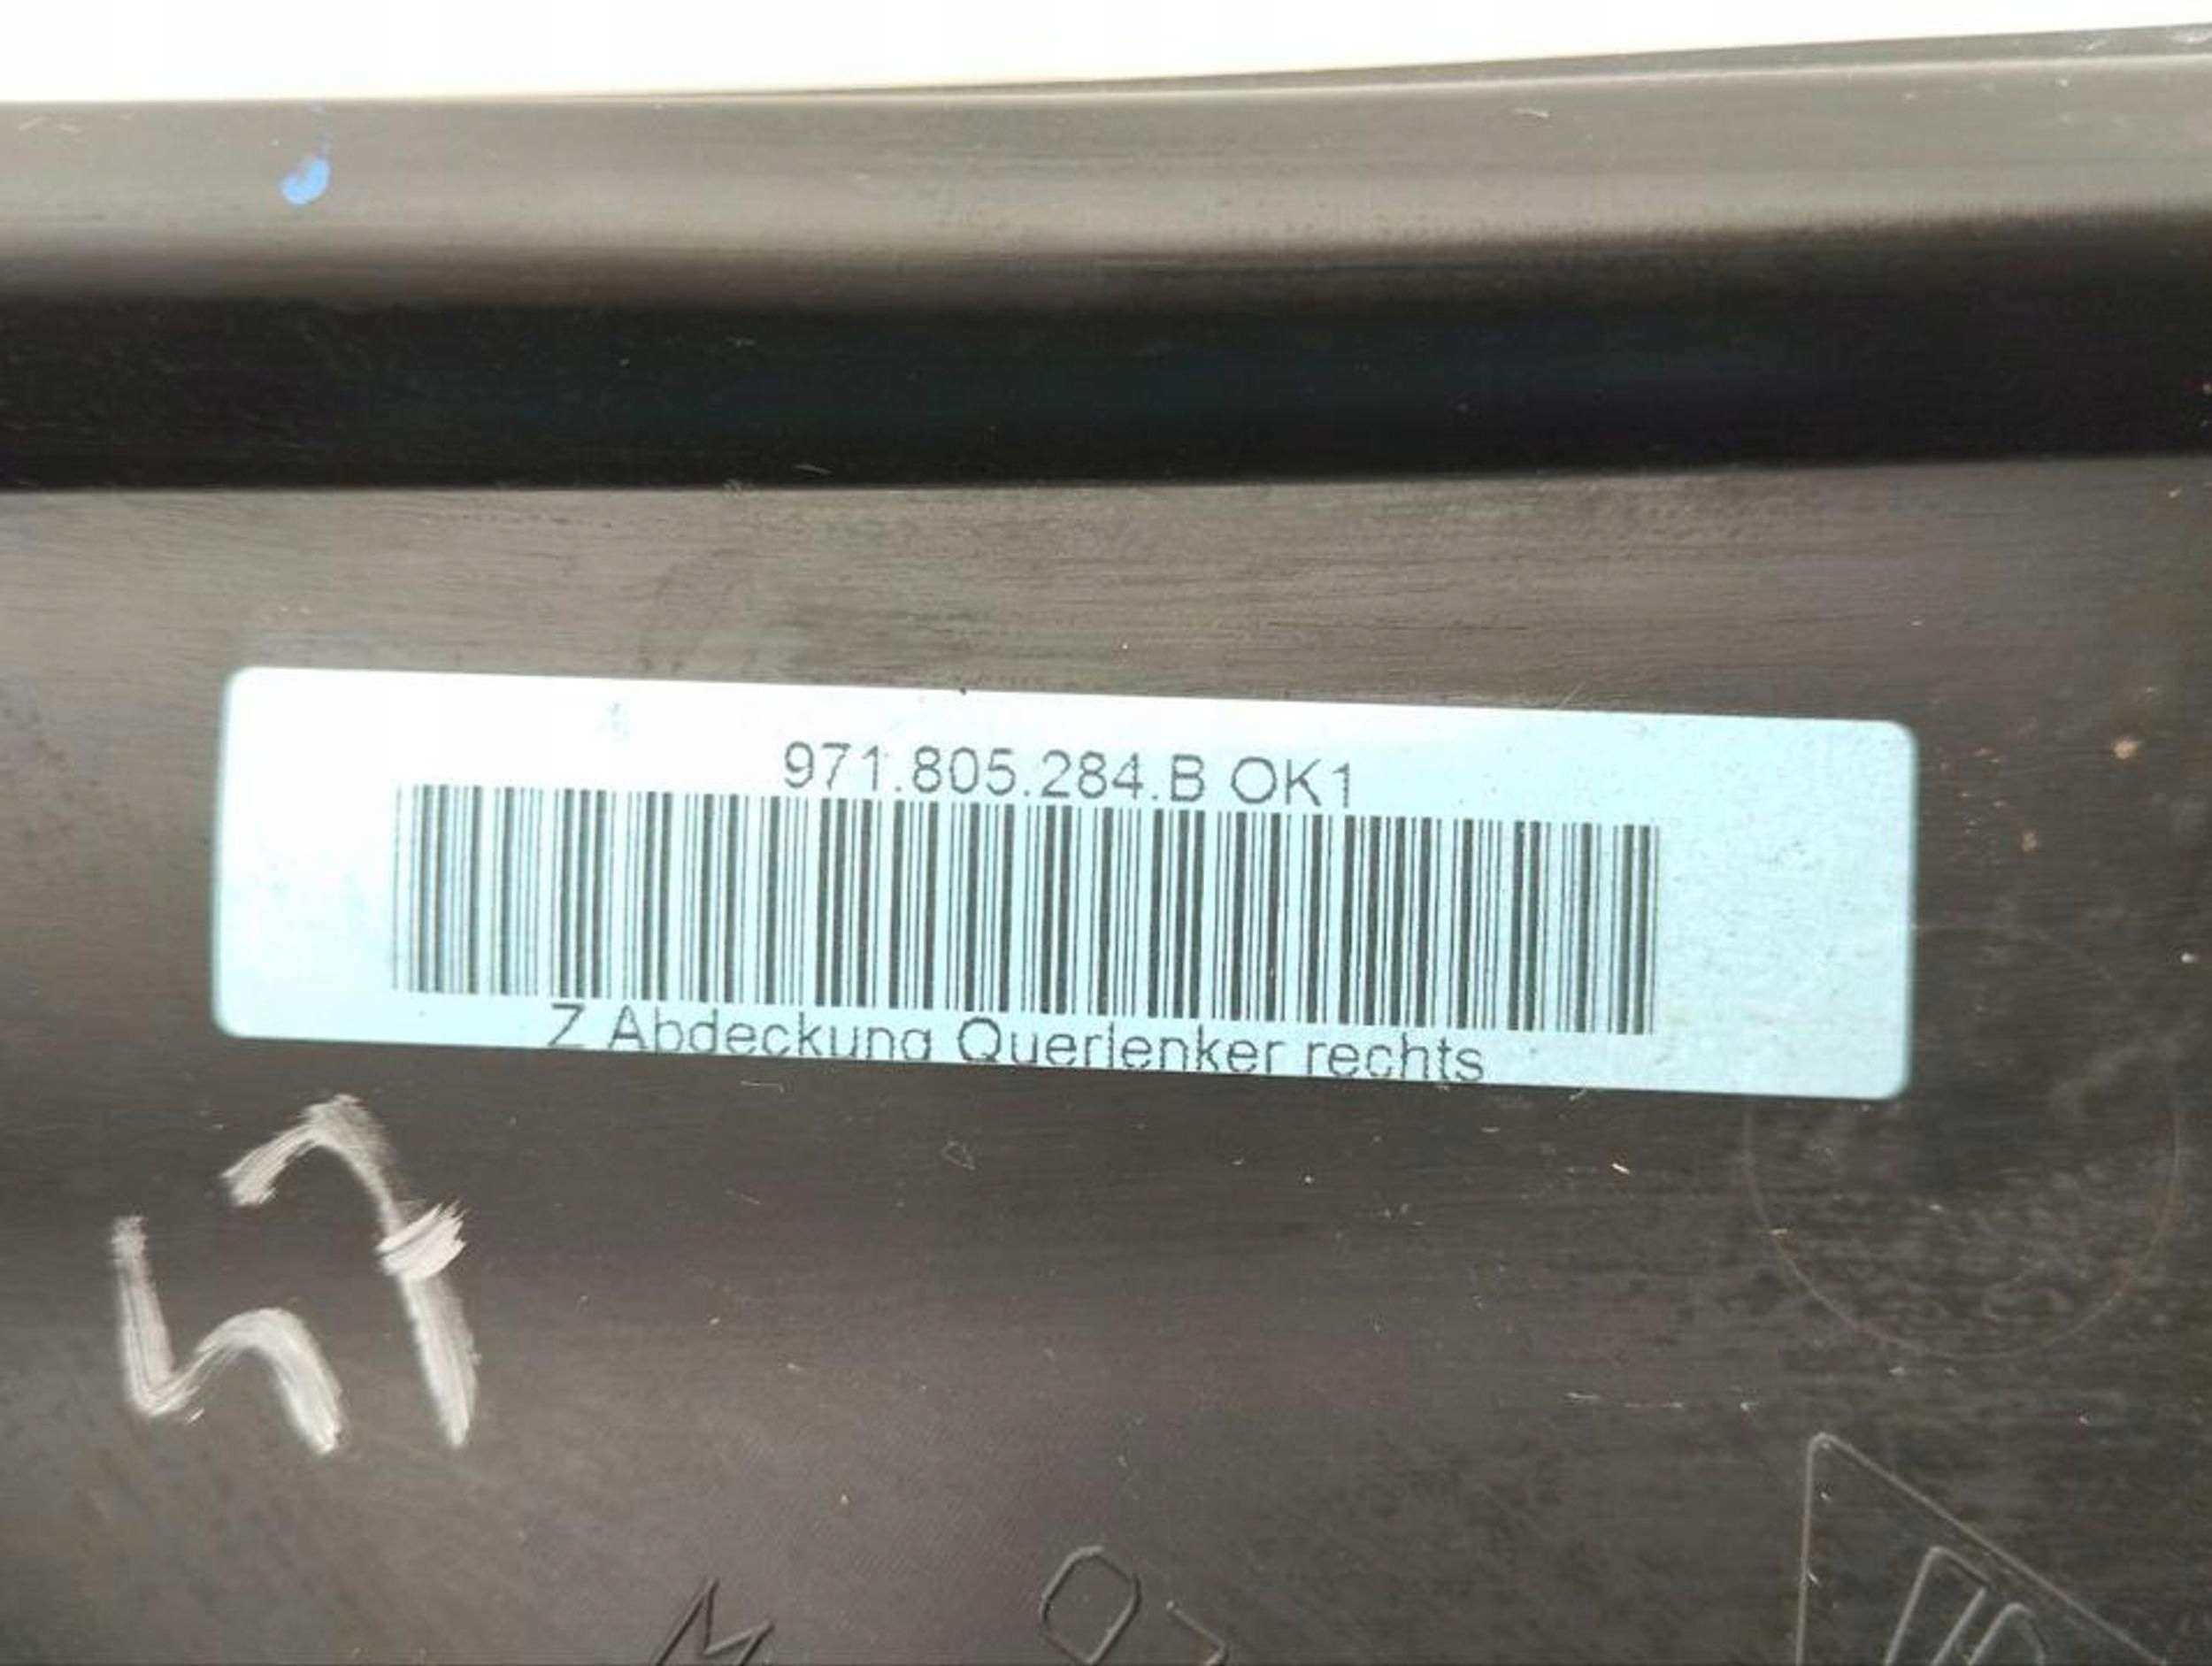 971.805.284.B OK1
Z Abdeckung Querlenker rechts